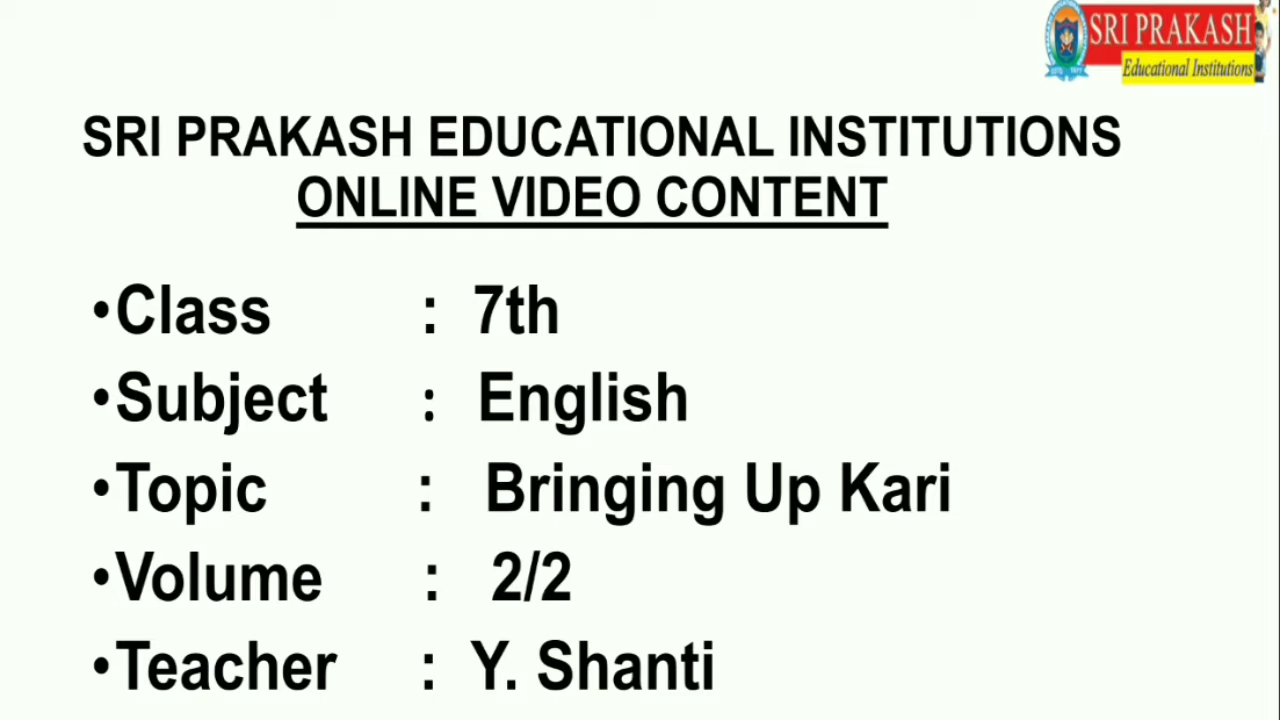 SRI PRAKASH
Educational Institutions
SRI PRAKASH EDUCATIONAL INSTITUTIONS
ONLINE VIDEO CONTENT
•Class : 7th
•Subject : English
•Topic : Bringing Up Kari
•Volume : 2/2
•Teacher : Y. Shanti